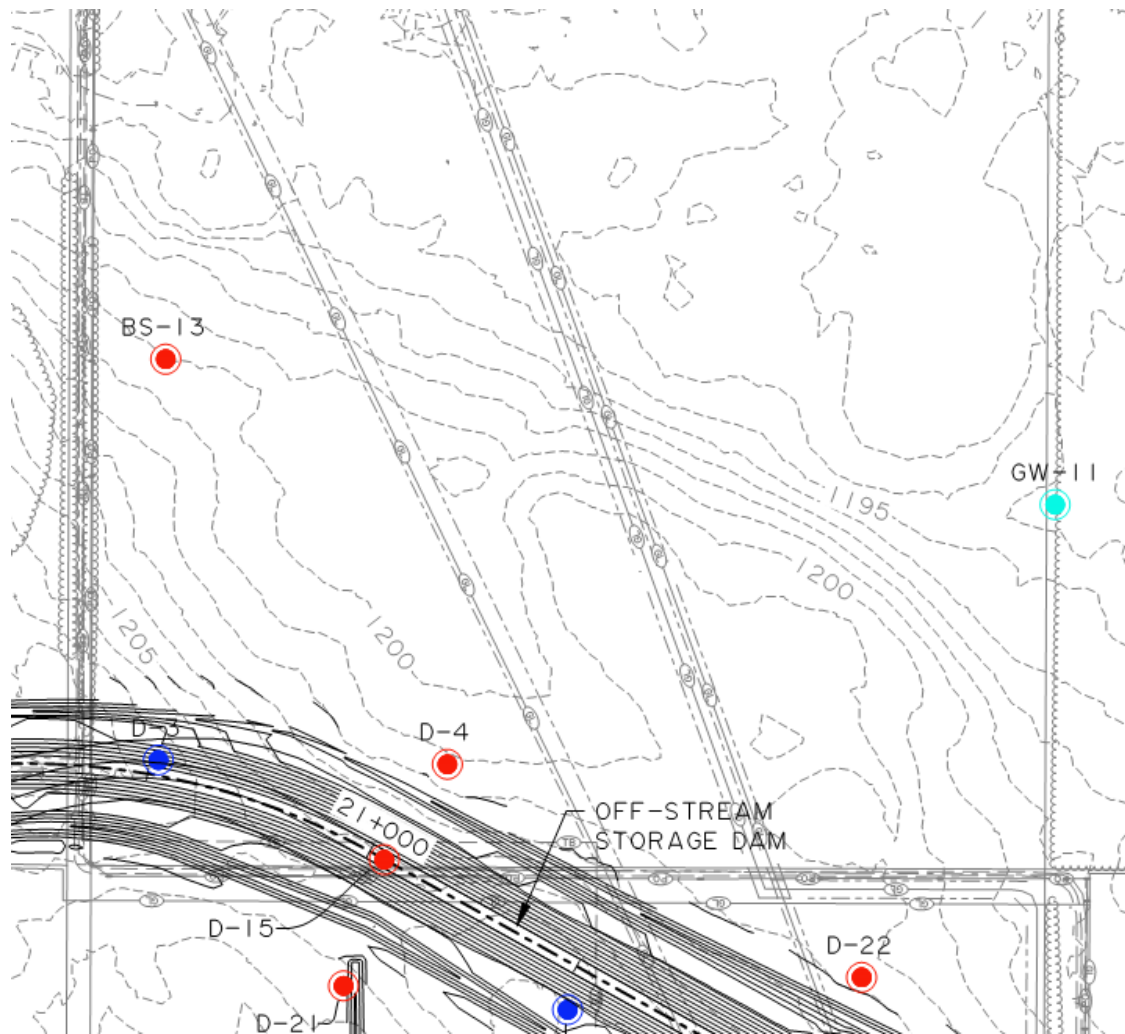 BS-13
GW-11
1195
1200
1205
1200
D-3
D-4
21+000
OFF-STREAM
STORAGE DAM
D-15
D-22
D-21